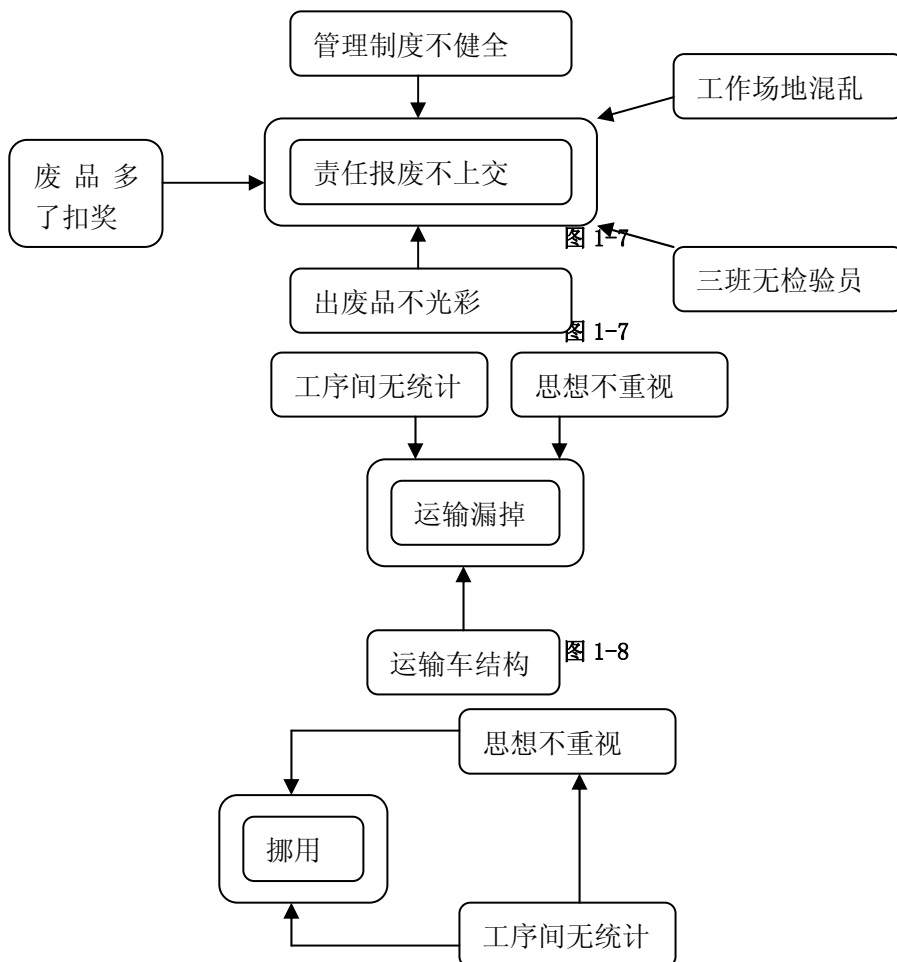 管理制度不健全
工作场地混乱
责任报废不上交
废品多
了扣奖
图 1-7
三班无检验员
出废品不光彩
图 1-7
工序间无统计
思想不重视
运输漏掉
运输车结构
图 1-8
思想不重视
挪用
工序间无统计